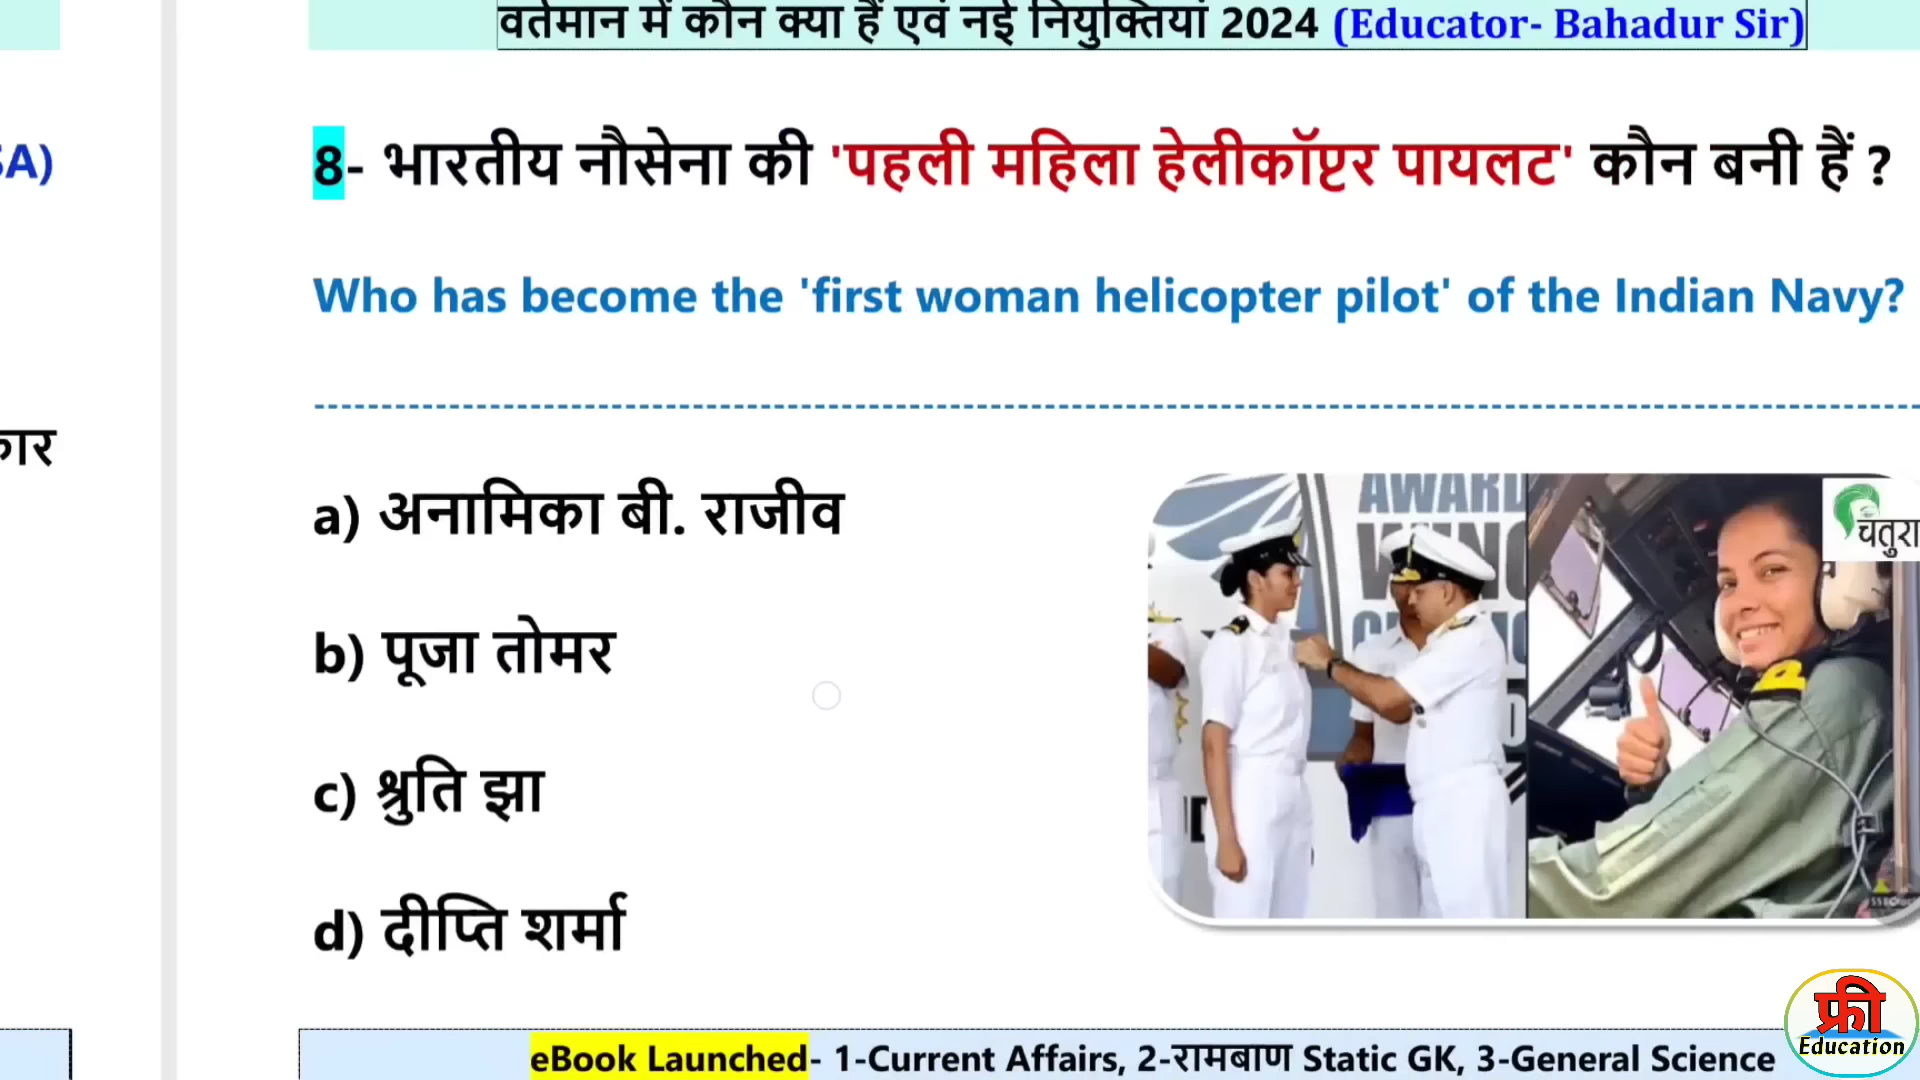 वर्तमान में कौन क्या हैं एवं नई नियुक्तियां 2024 (Educator- Bahadur Sir)
A)
8- भारतीय नौसेना की 'पहली महिला हेलीकॉप्टर पायलट' कौन बनी हैं ?
Who has become the 'first woman helicopter pilot' of the Indian Navy?
कार
a) अनामिका बी. राजीव
b) पूजा तोमर
c) श्रुति झा
d) दीप्ति शर्मा
AWARD
चतुरा
eBook Launched- 1-Current Affairs, 2-रामबाण Static GK, 3-General Science
फ्री
Education